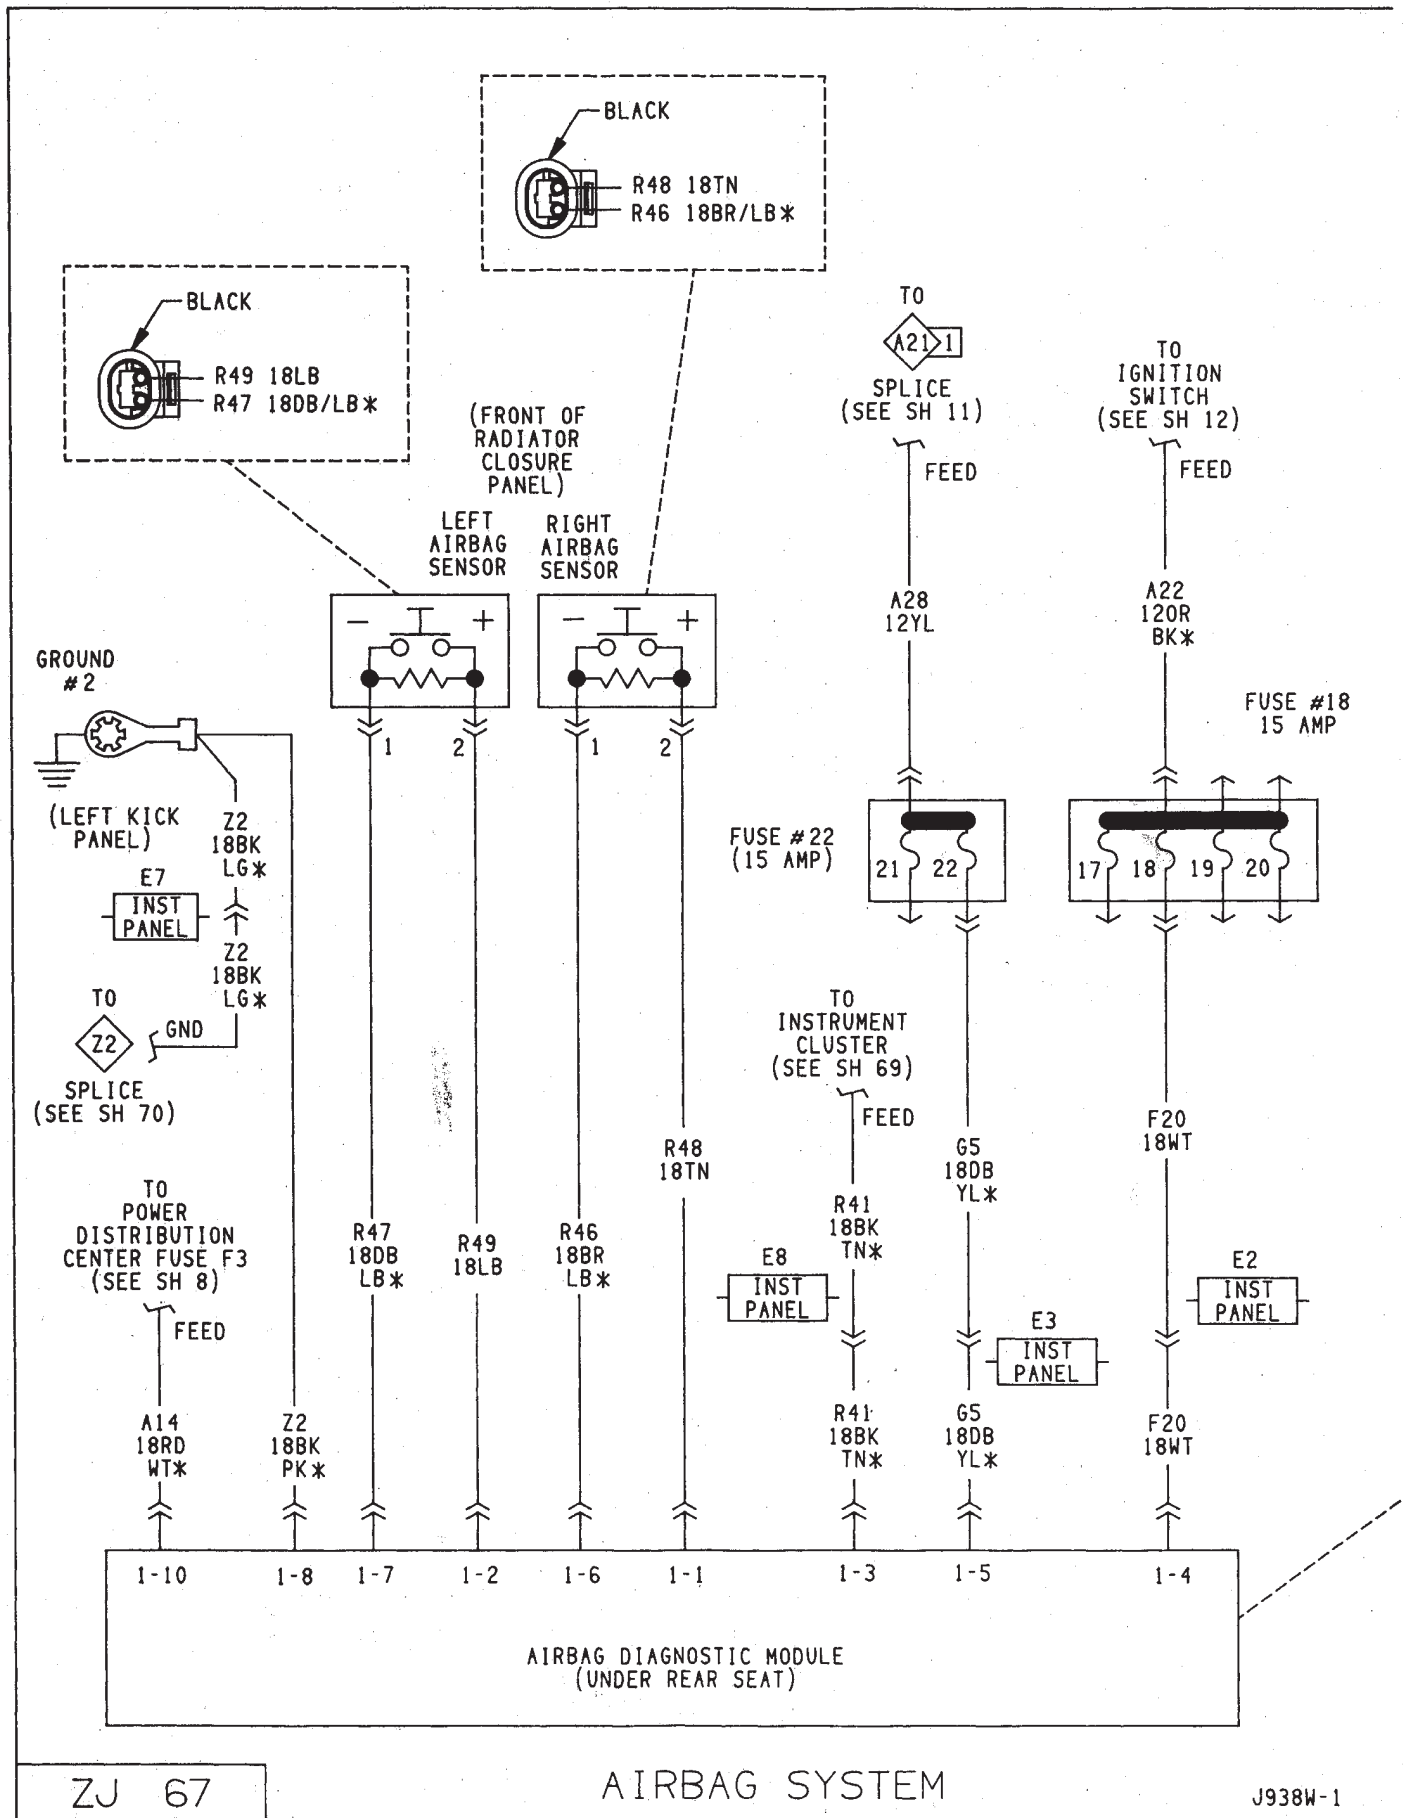 BLACK
R48 18TN
R46 18BR/LB*
BLACK
R49 18LB
R47 18DB/LB*
(FRONT OF
RADIATOR
CLOSURE
PANEL)
LEFT
AIRBAG
SENSOR
RIGHT
AIRBAG
SENSOR
TO
A21 1
SPLICE
(SEE SH 11)
FEED
TO
IGNITION
SWITCH
(SEE SH 12)
FEED
- +
- +
A28
12YL
A22
12OR
BK*
GROUND
#2
(LEFT KICK
PANEL)
1 2
1 2
FUSE #18
15 AMP
FUSE #22
(15 AMP)
21 22
17 18 19 20
Z2
18BK
LG*
E7
INST
PANEL
Z2
18BK
LG*
TO
Z2
GND
SPLICE
(SEE SH 70)
TO
INSTRUMENT
CLUSTER
(SEE SH 69)
FEED
R48
18TN
G5
18DB
YL*
F20
18WT
TO
POWER
DISTRIBUTION
CENTER FUSE F3
(SEE SH 8)
FEED
R47
18DB
LB*
R49
18LB
R46
18BR
LB*
R41
18BK
TN*
E8
INST
PANEL
E3
INST
PANEL
E2
INST
PANEL
A14
18RD
WT*
Z2
18BK
PK*
R41
18BK
TN*
G5
18DB
YL*
F20
18WT
1-10 1-8 1-7 1-2 1-6 1-1 1-3 1-5 1-4
AIRBAG DIAGNOSTIC MODULE
(UNDER REAR SEAT)
ZJ 67
AIRBAG SYSTEM
J938W-1